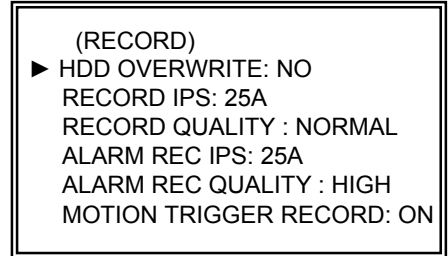 (RECORD)
► HDD OVERWRITE: NO
RECORD IPS: 25A
RECORD QUALITY : NORMAL
ALARM REC IPS: 25A
ALARM REC QUALITY : HIGH
MOTION TRIGGER RECORD: ON